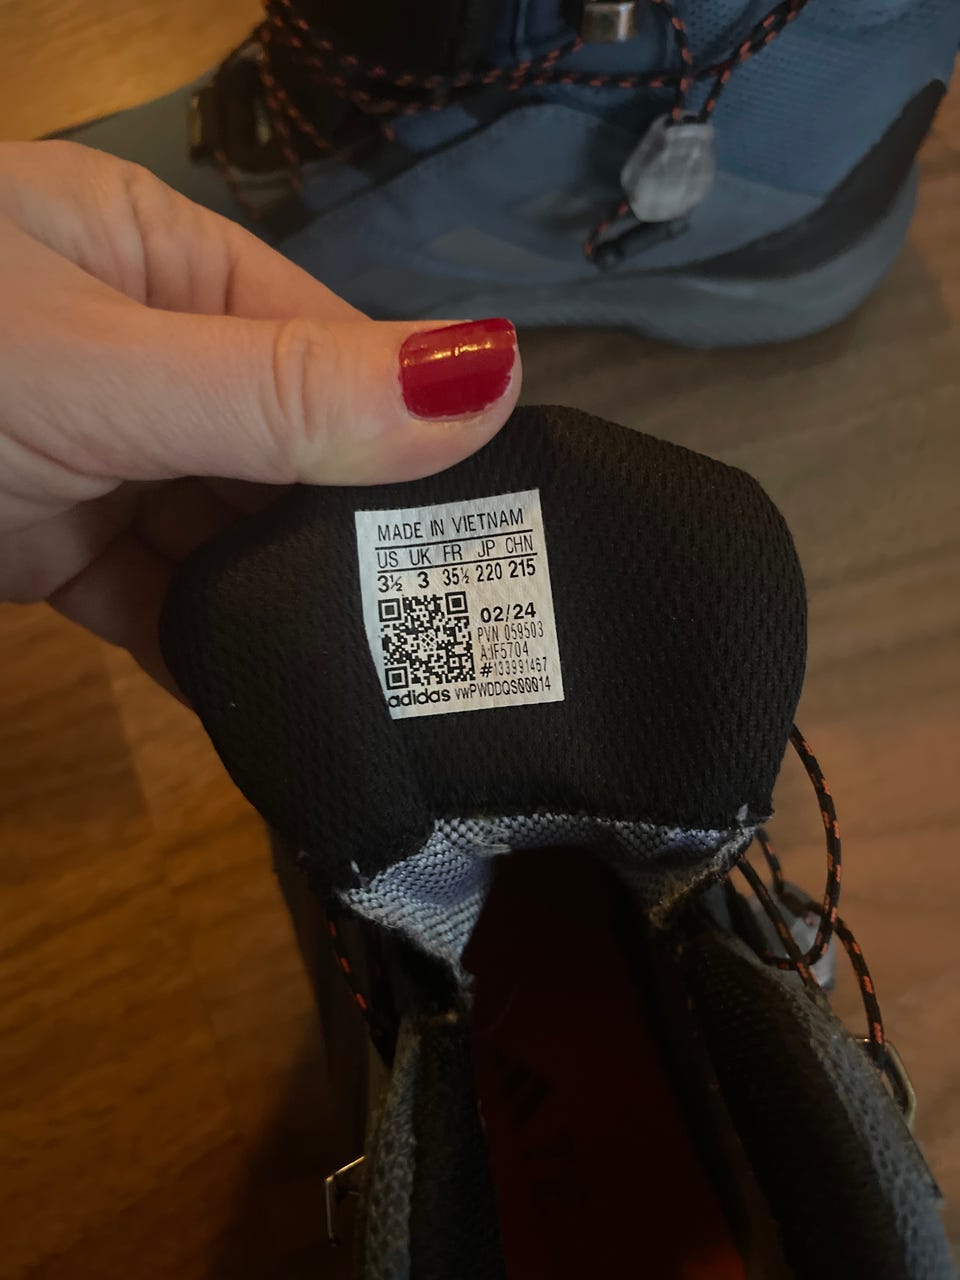 MADE IN VIETNAM
US UK FR JP CHN
3½ 3 35½ 220 215
02/24
PVN 059503
A:IF5704
#133991467
adidas vwPWDDQS00014